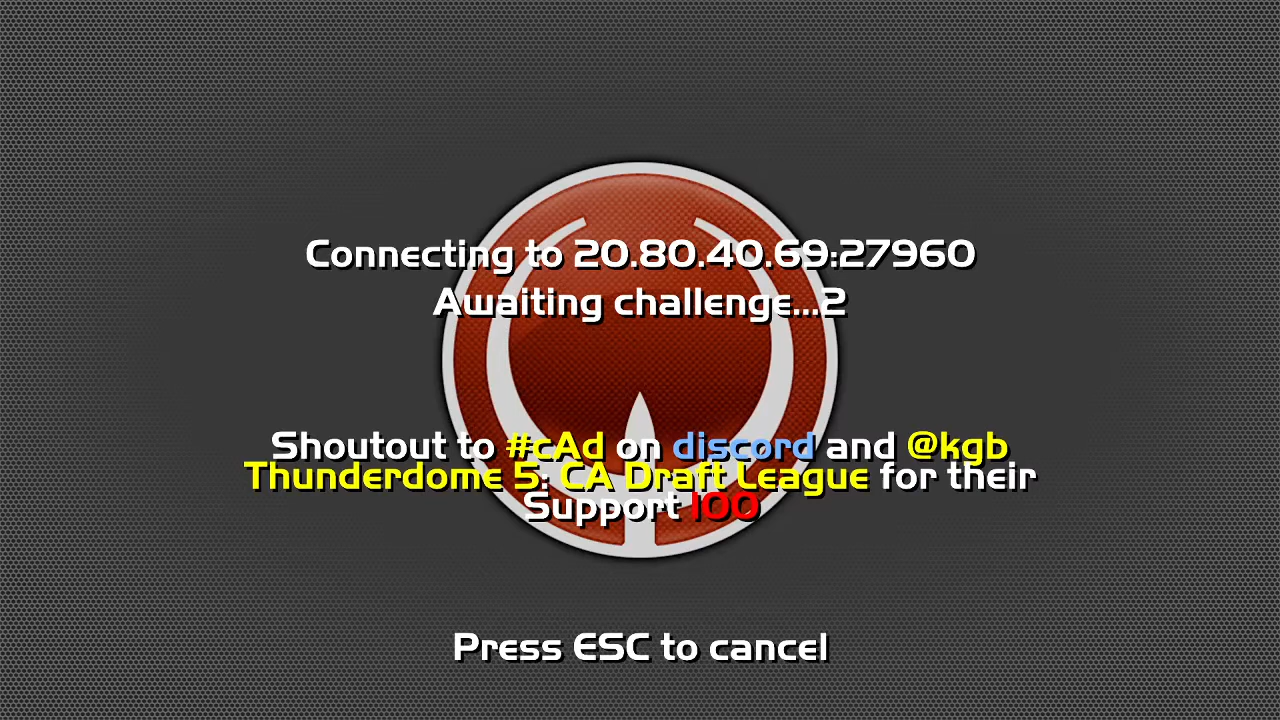 Connecting to 20.80.40.69:27960
Awaiting challenge...2
Shoutout to #cAd on discord and @kgb
Thunderdome 5: CA Draft League for their
Support 100
Press ESC to cancel